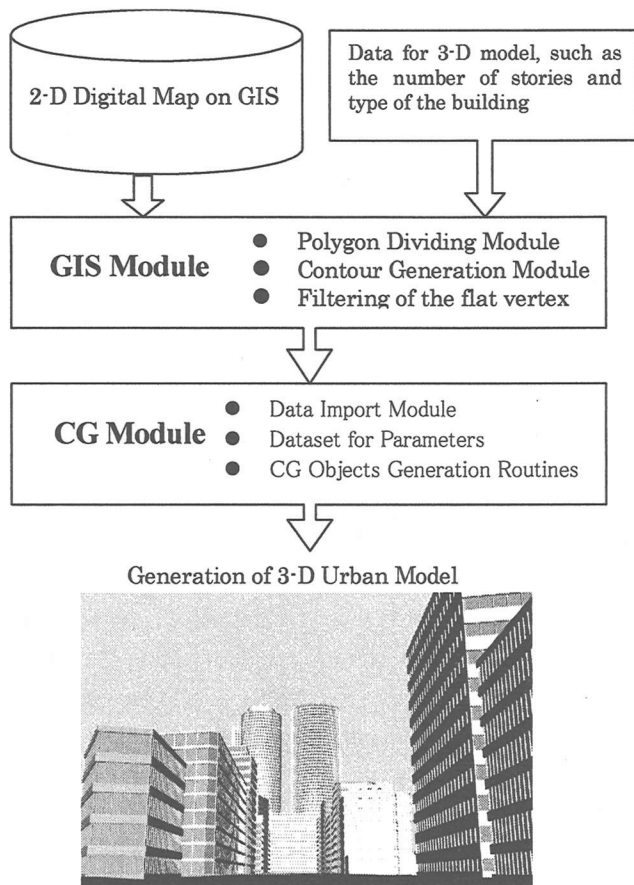 2-D Digital Map on GIS
Data for 3-D model, such as
the number of stories and
type of the building
GIS Module
● Polygon Dividing Module
● Contour Generation Module
● Filtering of the flat vertex
CG Module
● Data Import Module
● Dataset for Parameters
● CG Objects Generation Routines
Generation of 3-D Urban Model